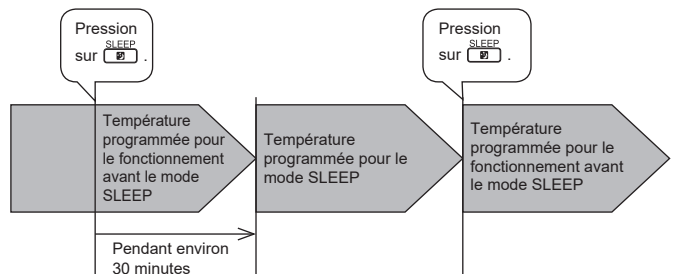 Pression
SLEEP
sur .
Pression
SLEEP
sur .
Température
programmée pour
le fonctionnement
avant le mode
SLEEP
Température
programmée pour le
mode SLEEP
Température
programmée pour le
fonctionnement avant
le mode SLEEP
Pendant environ
30 minutes